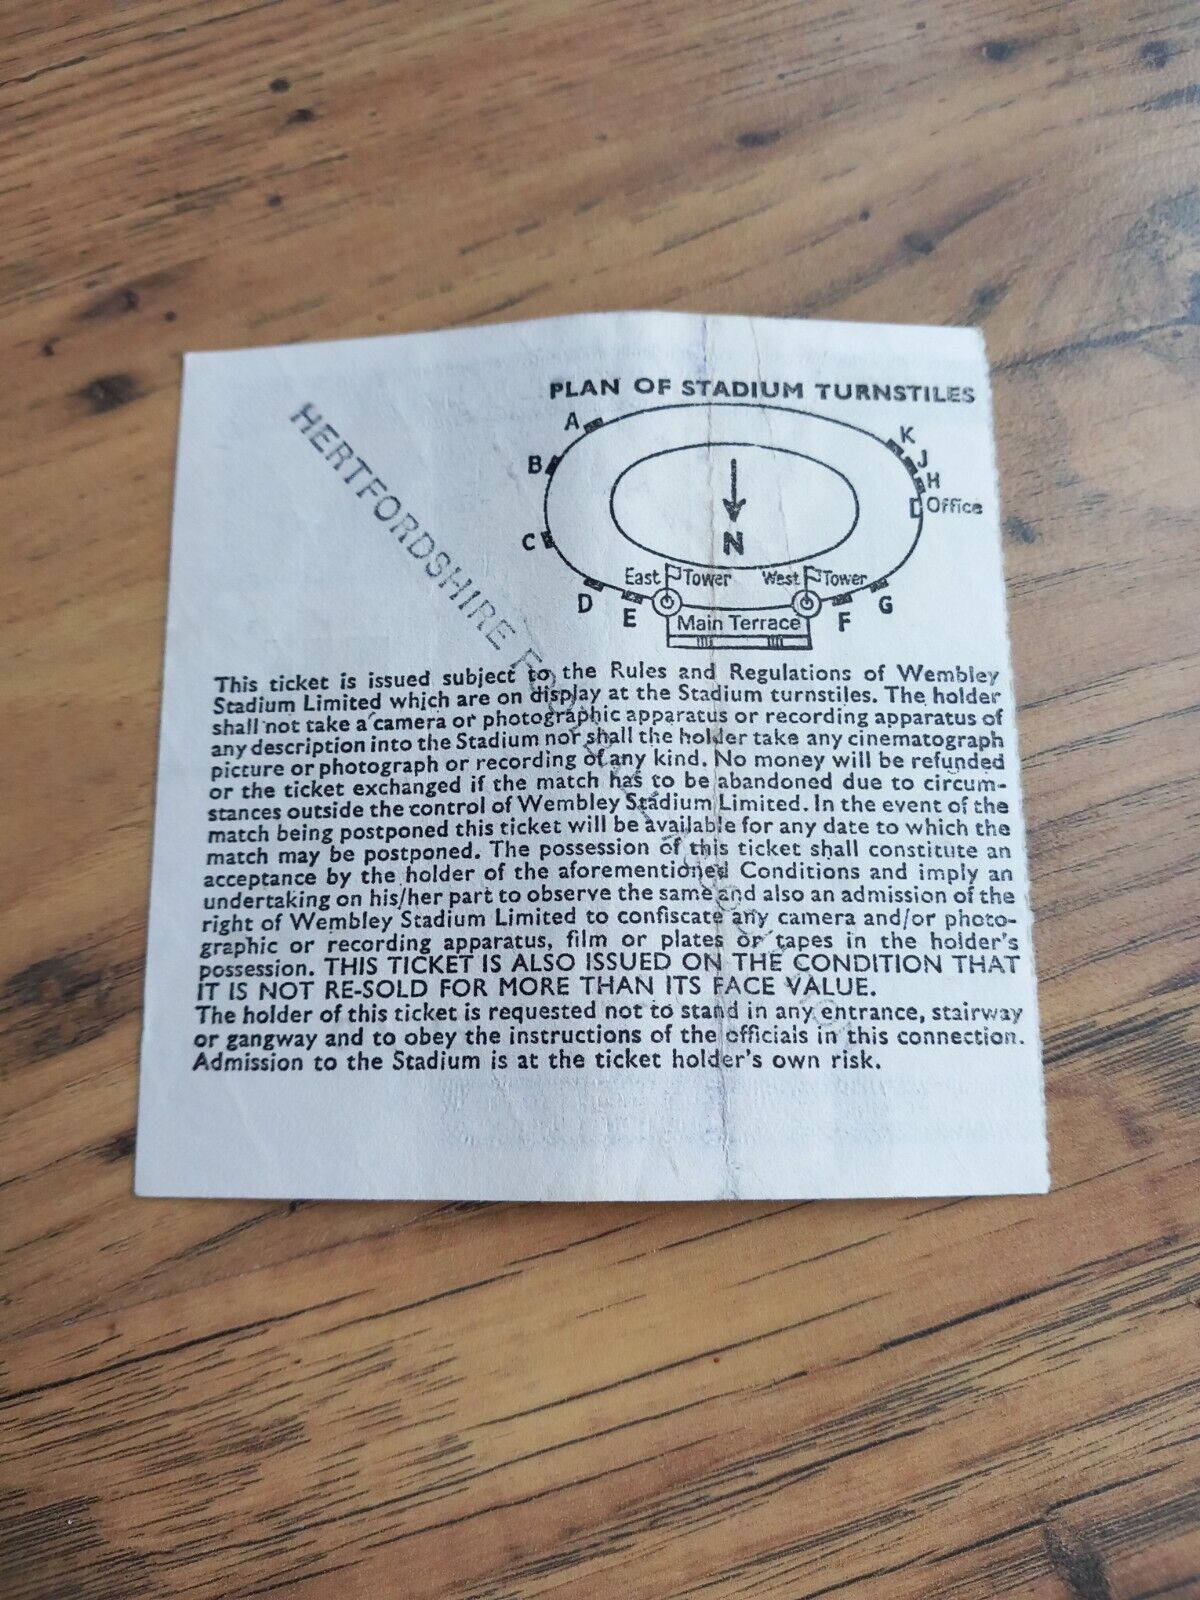 PLAN OF STADIUM TURNSTILES
A
B
C
D
E
K
J
H
Office
N
East Tower
West Tower
G
F
Main Terrace
HERTFORDSHIRE
This ticket is issued subject to the Rules and Regulations of Wembley
Stadium Limited which are on display at the Stadium turnstiles. The holder
shall not take a camera or photographic apparatus or recording apparatus of
any description into the Stadium nor shall the holder take any cinematograph
picture or photograph or recording of any kind. No money will be refunded
or the ticket exchanged if the match has to be abandoned due to circum-
stances outside the control of Wembley Stadium Limited. In the event of the
match being postponed this ticket will be available for any date to which the
match may be postponed. The possession of this ticket shall constitute an
acceptance by the holder of the aforementioned Conditions and imply an
undertaking on his/her part to observe the same and also an admission of the
right of Wembley Stadium Limited to confiscate any camera and/or photo-
graphic or recording apparatus, film or plates or tapes in the holder's
possession. THIS TICKET IS ALSO ISSUED ON THE CONDITION THAT
IT IS NOT RE-SOLD FOR MORE THAN ITS FACE VALUE.
The holder of this ticket is requested not to stand in any entrance, stairway
or gangway and to obey the instructions of the officials in this connection.
Admission to the Stadium is at the ticket holder's own risk.